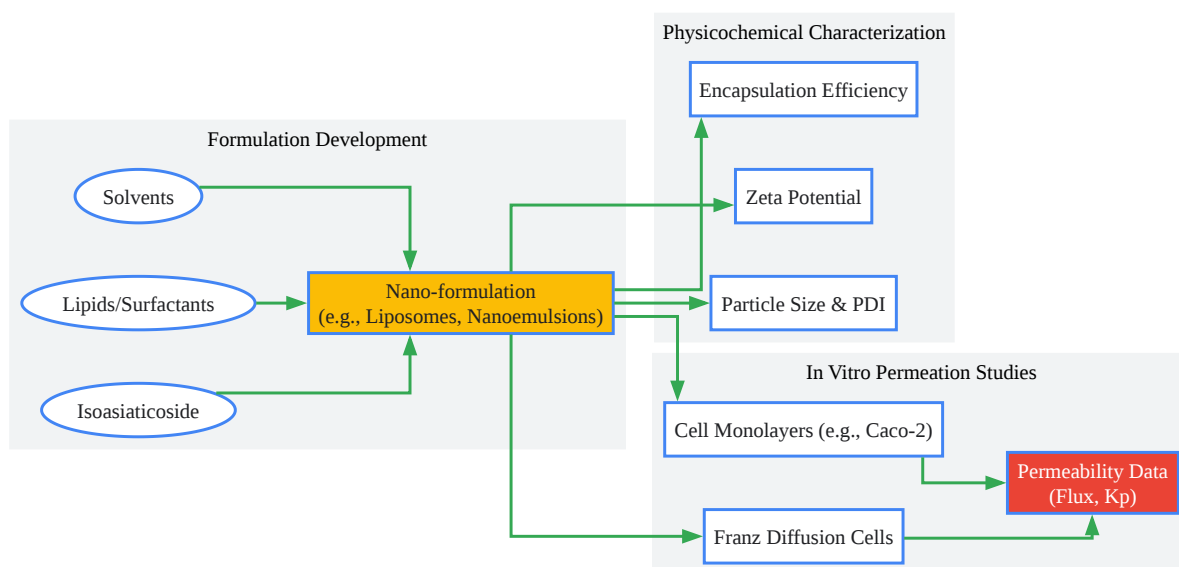 Physicochemical Characterization
Encapsulation Efficiency
Formulation Development
Solvents
Zeta Potential
Nano-formulation
(e.g., Liposomes, Nanoemulsions)
Lipids/Surfactants
Particle Size & PDI
In Vitro Permeation Studies
Isoasiaticoside
Cell Monolayers (e.g., Caco-2)
Permeability Data
(Flux, Kp)
Franz Diffusion Cells